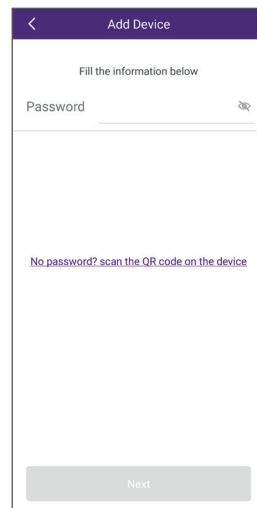 Add Device
Fill the information below
Password
No password? scan the QR code on the device
Next